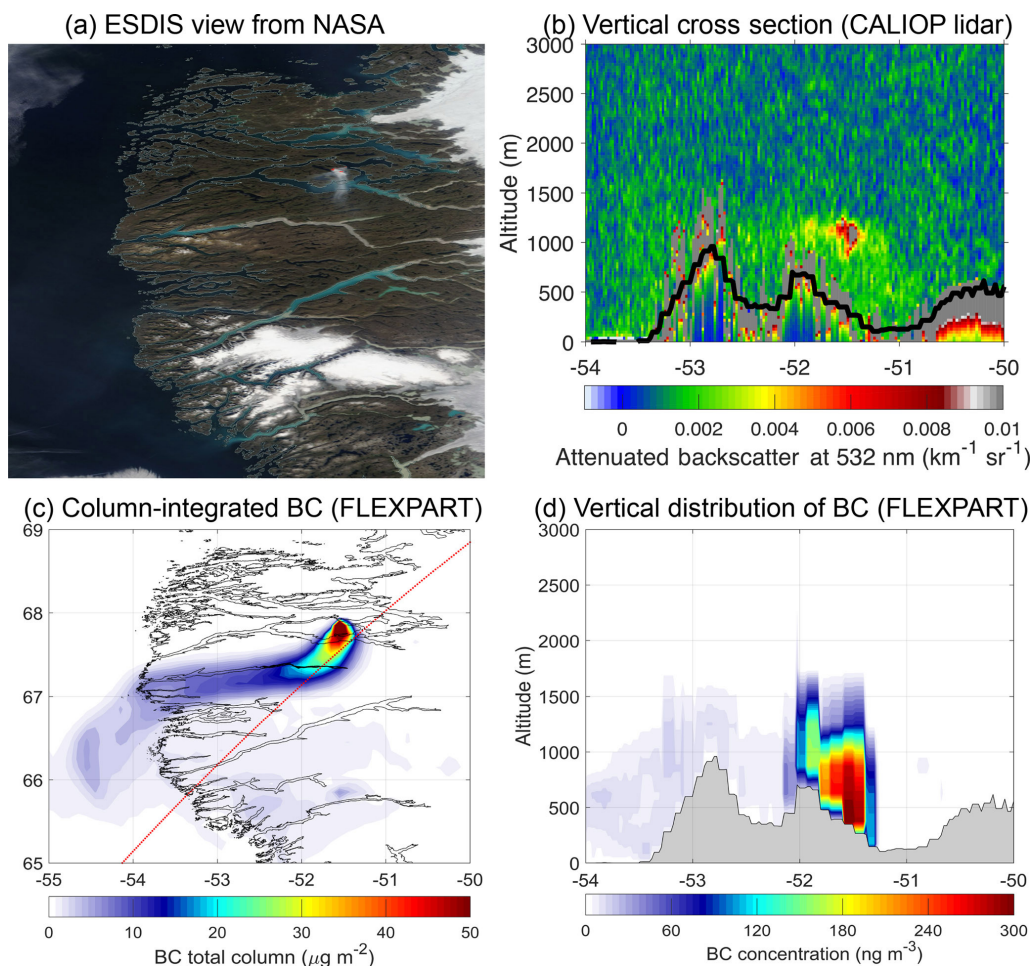 (a) ESDIS view from NASA
(b) Vertical cross section (CALIOP lidar)
3000
2500
2000
1500
1000
500
0
Altitude (m)
-54 -53 -52 -51 -50
0 0.002 0.004 0.006 0.008 0.01
Attenuated backscatter at 532 nm (km⁻¹ sr⁻¹)
(c) Column-integrated BC (FLEXPART)
69
68
67
66
65
-55 -54 -53 -52 -51 -50
0 10 20 30 40 50
BC total column (μg m⁻²)
(d) Vertical distribution of BC (FLEXPART)
3000
2500
2000
1500
1000
500
0
Altitude (m)
-54 -53 -52 -51 -50
0 60 120 180 240 300
BC concentration (ng m⁻³)